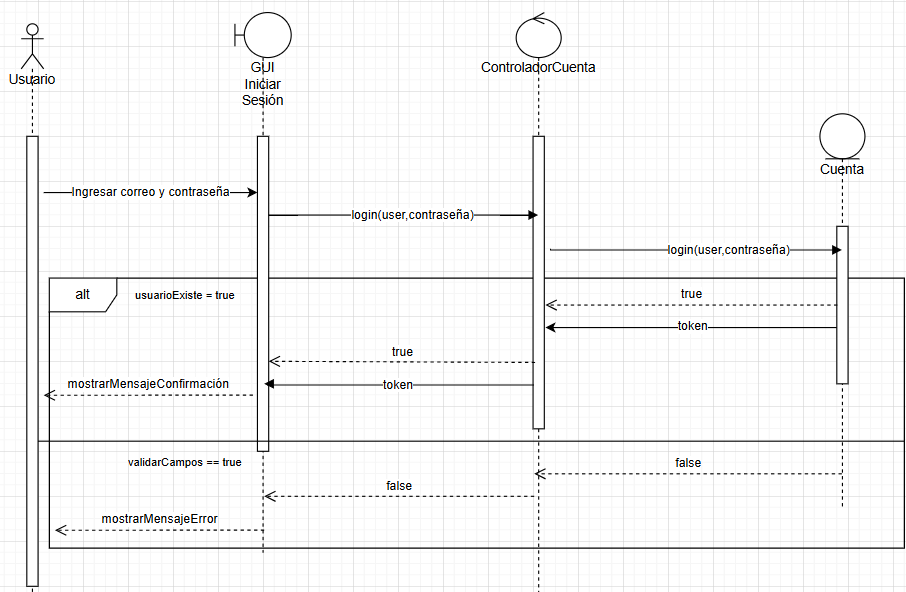 Usuario
GUI
Iniciar
Sesión
ControladorCuenta
Cuenta
Ingresar correo y contraseña
login(user,contraseña)
login(user,contraseña)
alt
usuarioExiste = true
true
token
true
token
mostrarMensajeConfirmación
validarCampos == true
false
false
mostrarMensajeError